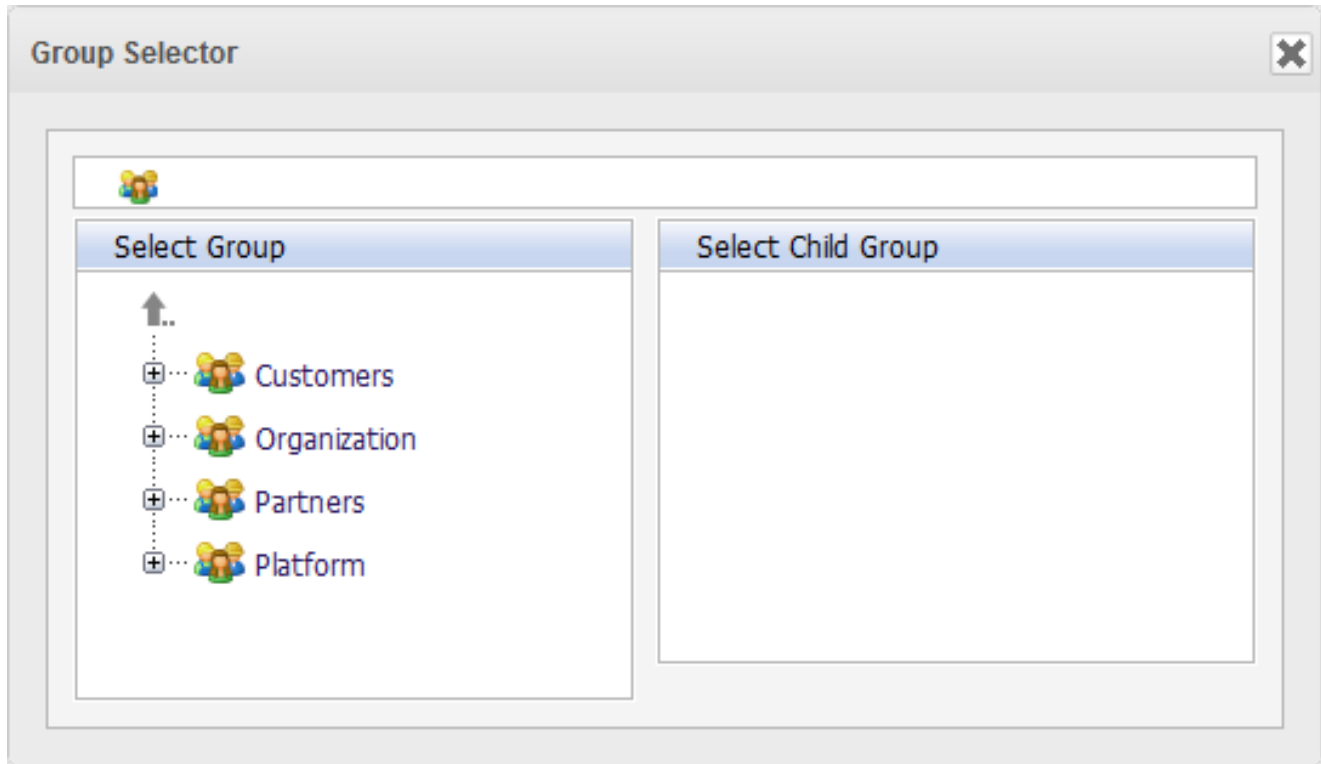 Group Selector
Select Group
Select Child Group
..
Customers
Organization
Partners
Platform